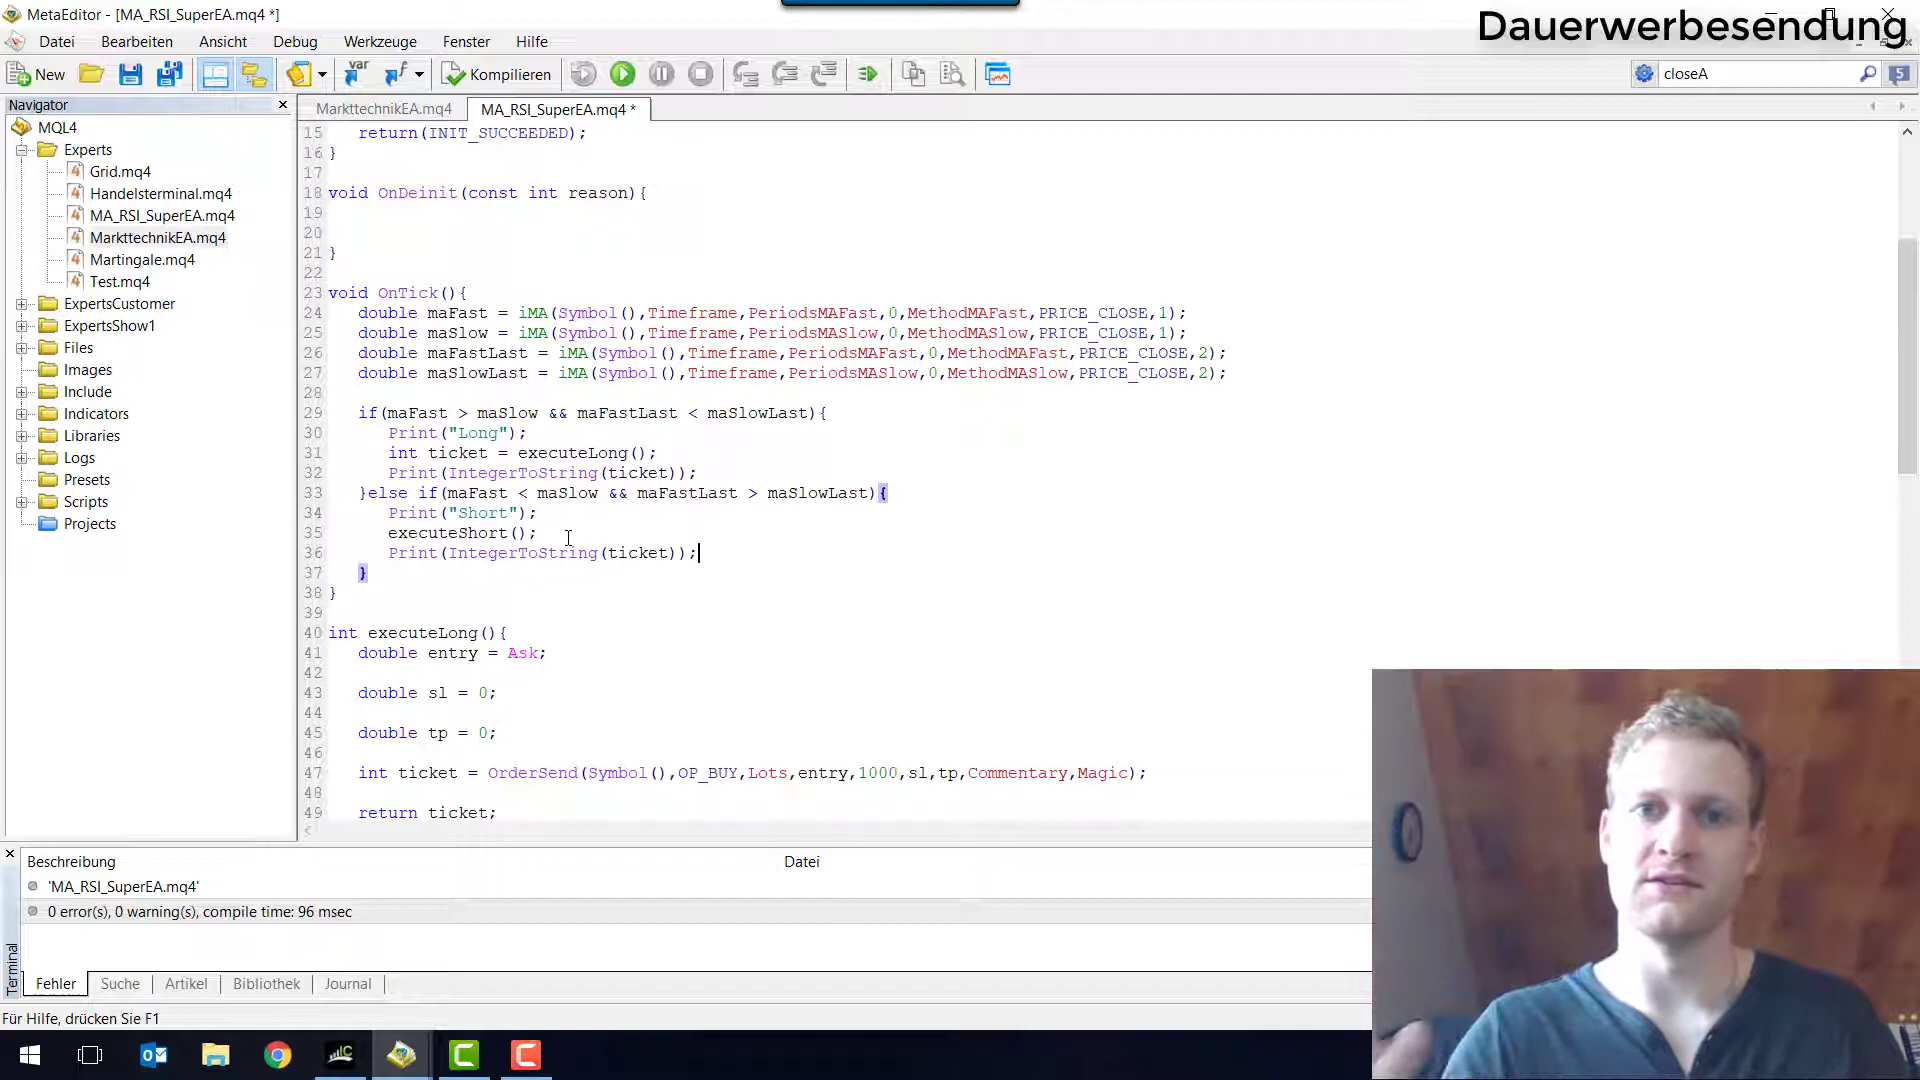 MetaEditor - [MA_RSI_SuperEA.mq4 *]
Dauerwerbesendung
Datei Bearbeiten Ansicht Debug Werkzeuge Fenster Hilfe
New var f Kompilieren closeA 5
Navigator
MQL4
Experts
Grid.mq4
Handelsterminal.mq4
MA_RSI_SuperEA.mq4
MarkttechnikEA.mq4
Martingale.mq4
Test.mq4
ExpertsCustomer
ExpertsShow1
Files
Images
Include
Indicators
Libraries
Logs
Presets
Scripts
Projects
MarkttechnikEA.mq4 MA_RSI_SuperEA.mq4 *
15 return(INIT_SUCCEEDED);
16 }
17
18 void OnDeinit(const int reason){
19
20
21 }
22
23 void OnTick(){
24 double maFast = iMA(Symbol(),Timeframe,PeriodsMAFast,0,MethodMAFast,PRICE_CLOSE,1);
25 double maSlow = iMA(Symbol(),Timeframe,PeriodsMASlow,0,MethodMASlow,PRICE_CLOSE,1);
26 double maFastLast = iMA(Symbol(),Timeframe,PeriodsMAFast,0,MethodMAFast,PRICE_CLOSE,2);
27 double maSlowLast = iMA(Symbol(),Timeframe,PeriodsMASlow,0,MethodMASlow,PRICE_CLOSE,2);
28
29 if(maFast > maSlow && maFastLast < maSlowLast){
30 Print("Long");
31 int ticket = executeLong();
32 Print(IntegerToString(ticket));
33 }else if(maFast < maSlow && maFastLast > maSlowLast){
34 Print("Short");
35 executeShort();
36 Print(IntegerToString(ticket));
37 }
38 }
39
40 int executeLong(){
41 double entry = Ask;
42
43 double sl = 0;
44
45 double tp = 0;
46
47 int ticket = OrderSend(Symbol(),OP_BUY,Lots,entry,1000,sl,tp,Commentary,Magic);
48
49 return ticket;
Beschreibung Datei
'MA_RSI_SuperEA.mq4'
0 error(s), 0 warning(s), compile time: 96 msec
Terminal
Fehler Suche Artikel Bibliothek Journal
Für Hilfe, drücken Sie F1